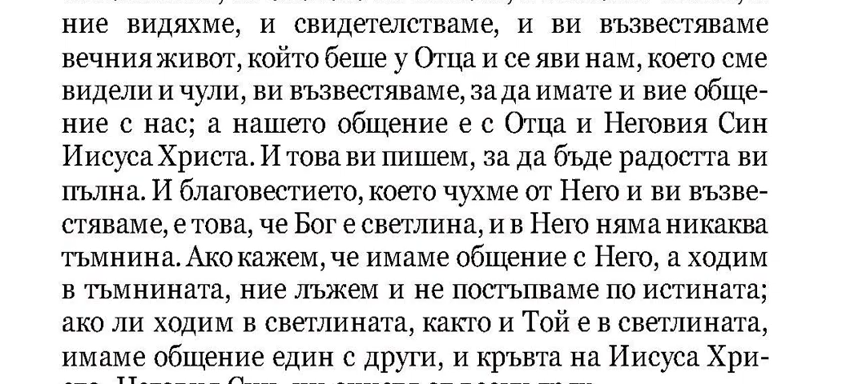 ние видяхме, и свидетелстваме, и ви възвестяваме
вечния живот, който беше у Отца и се яви нам, което сме
видели и чули, ви възвестяваме, за да имате и вие обще-
ние с нас; а нашето общение е с Отца и Неговия Син
Иисуса Христа. И това ви пишем, за да бъде радостта ви
пълна. И благовестието, което чухме от Него и ви възве-
стяваме, е това, че Бог е светлина, и в Него няма никаква
тъмнина. Ако кажем, че имаме общение с Него, а ходим
в тъмнината, ние лъжем и не постъпваме по истината;
ако ли ходим в светлината, както и Той е в светлината,
имаме общение един с други, и кръвта на Иисуса Хри-